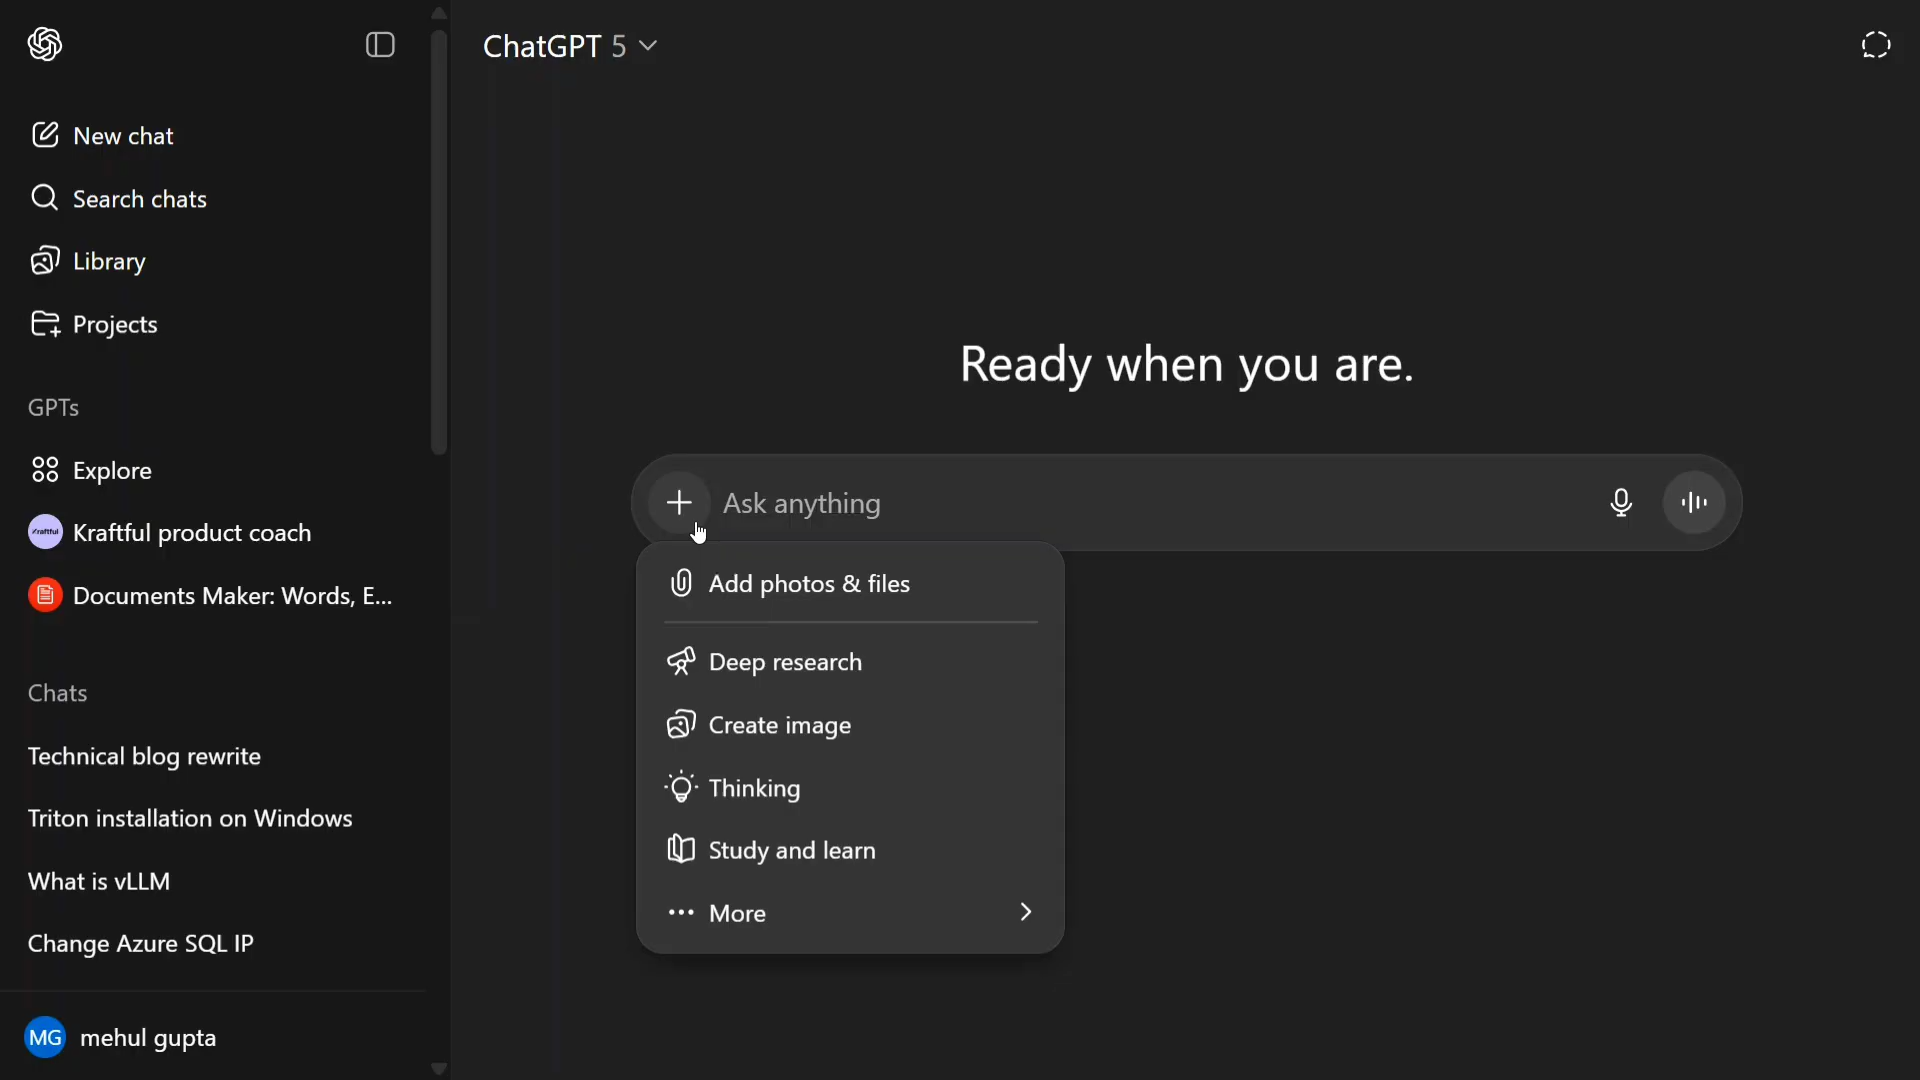 ChatGPT 5
New chat
Search chats
Library
Projects
GPTs
Explore
Kraftful
Kraftful product coach
Documents Maker: Words, E...
Chats
Technical blog rewrite
Triton installation on Windows
What is vLLM
Change Azure SQL IP
MG mehul gupta
Ready when you are.
Ask anything
Add photos & files
Deep research
Create image
Thinking
Study and learn
More